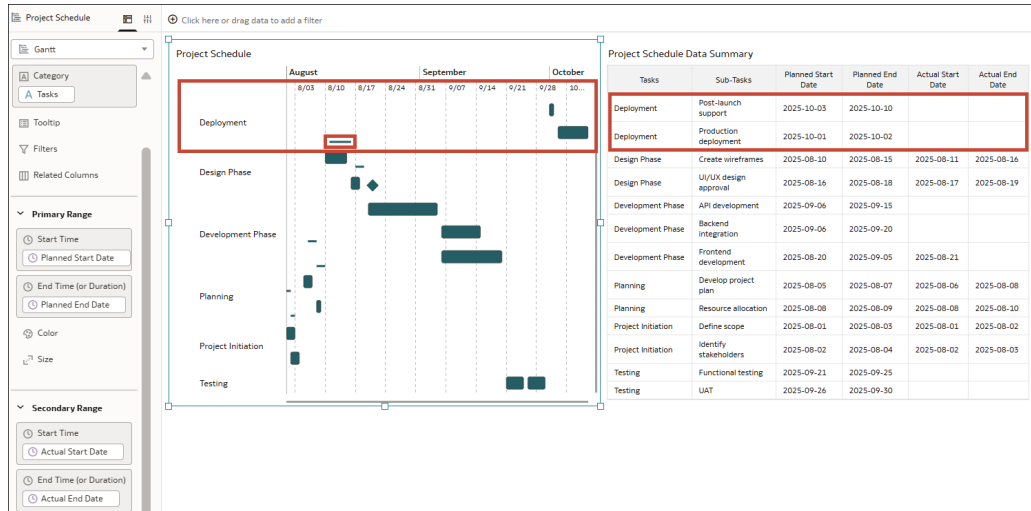 Project Schedule
Click here or drag data to add a filter
Gantt
Category
A Tasks
Tooltip
Filters
Related Columns
Primary Range
Start Time
Planned Start Date
End Time (or Duration)
Planned End Date
Color
Size
Secondary Range
Start Time
Actual Start Date
End Time (or Duration)
Actual End Date
Project Schedule
August September October
8/03 8/10 8/17 8/24 8/31 9/07 9/14 9/21 9/28 10...
Deployment
Design Phase
Development Phase
Planning
Project Initiation
Testing
Project Schedule Data Summary
Tasks Sub-Tasks Planned Start Date Planned End Date Actual Start Date Actual End Date
Deployment Post-launch support 2025-10-03 2025-10-10
Deployment Production deployment 2025-10-01 2025-10-02
Design Phase Create wireframes 2025-08-10 2025-08-15 2025-08-11 2025-08-16
Design Phase UI/UX design approval 2025-08-16 2025-08-18 2025-08-17 2025-08-19
Development Phase API development 2025-09-06 2025-09-15
Development Phase Backend integration 2025-09-06 2025-09-20
Development Phase Frontend development 2025-08-20 2025-09-05 2025-08-21
Planning Develop project plan 2025-08-05 2025-08-07 2025-08-06 2025-08-08
Planning Resource allocation 2025-08-08 2025-08-09 2025-08-08 2025-08-10
Project Initiation Define scope 2025-08-01 2025-08-03 2025-08-01 2025-08-02
Project Initiation Identify stakeholders 2025-08-02 2025-08-04 2025-08-02 2025-08-03
Testing Functional testing 2025-09-21 2025-09-25
Testing UAT 2025-09-26 2025-09-30